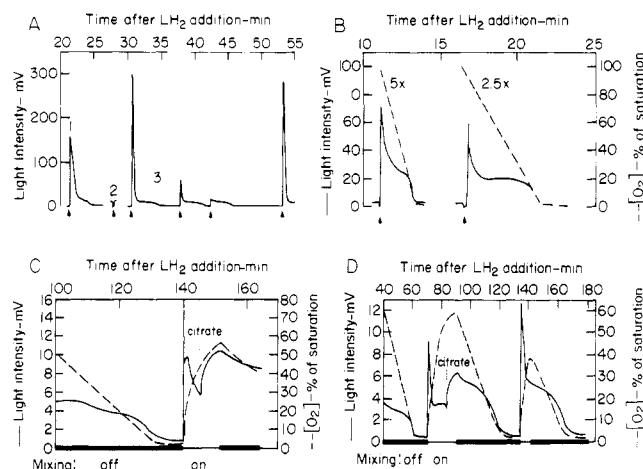 A
Time after LH2 addition-min
20 25 30 35 40 45 50 55
Light intensity- mV
300
200
100
0
2
3
B
Time after LH2 addition-min
10 15 20 25
— Light intensity- mV
100
0
60
40
20
0
5x
2.5x
100
80
60
40
20
0
--[O2]-% of saturation
C
Time after LH2 addition-min
100 120 140 160
— Light intensity-mV
16
14
12
10
8
6
4
2
0
citrate
80
70
60
50
40
30
20
10
0
--[O2]-% of saturation
Mixing: off on
D
Time after LH2 addition-min
40 60 80 100 120 140 160 180
— Light intensity-mV
12
10
8
6
4
2
0
citrate
60
50
40
30
20
10
0
--[O2]-% of saturation
Mixing: off on